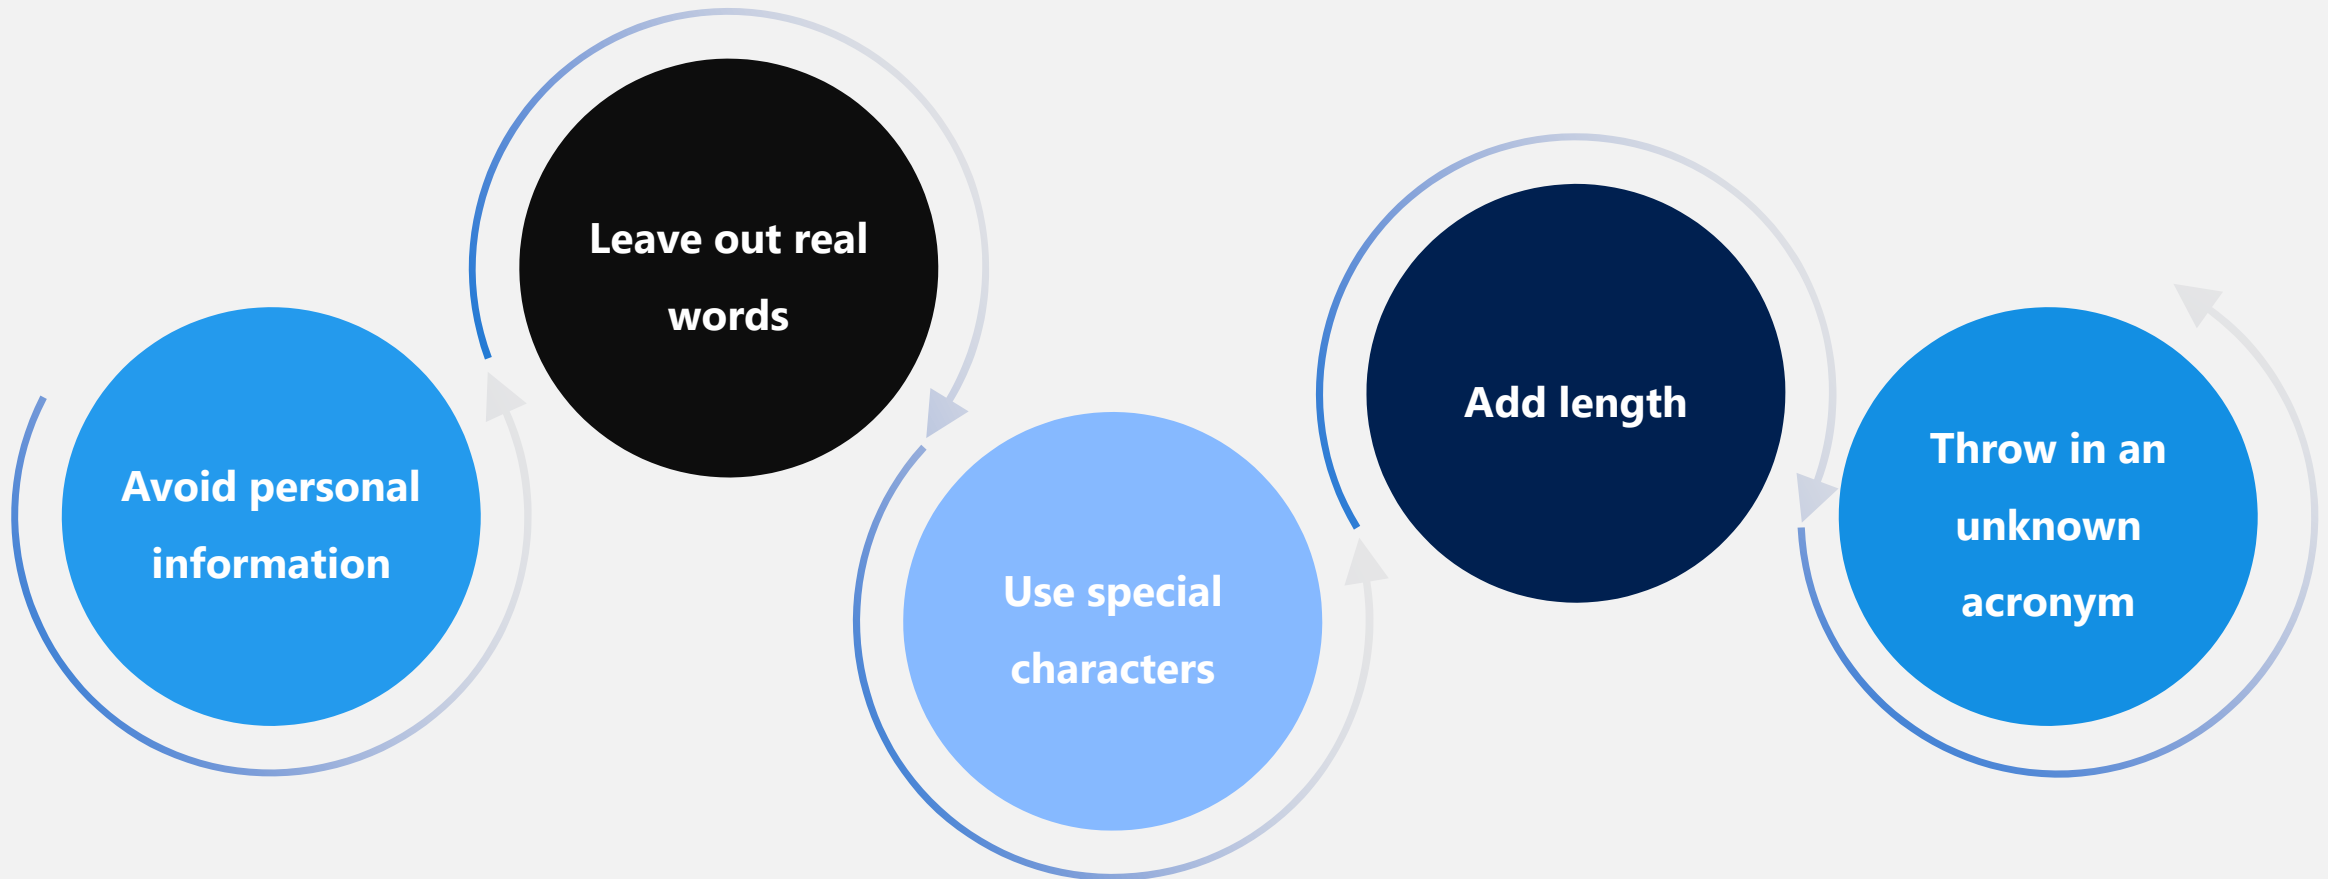 Avoid personal
information
Leave out real
words
Use special
characters
Add length
Throw in an
unknown
acronym